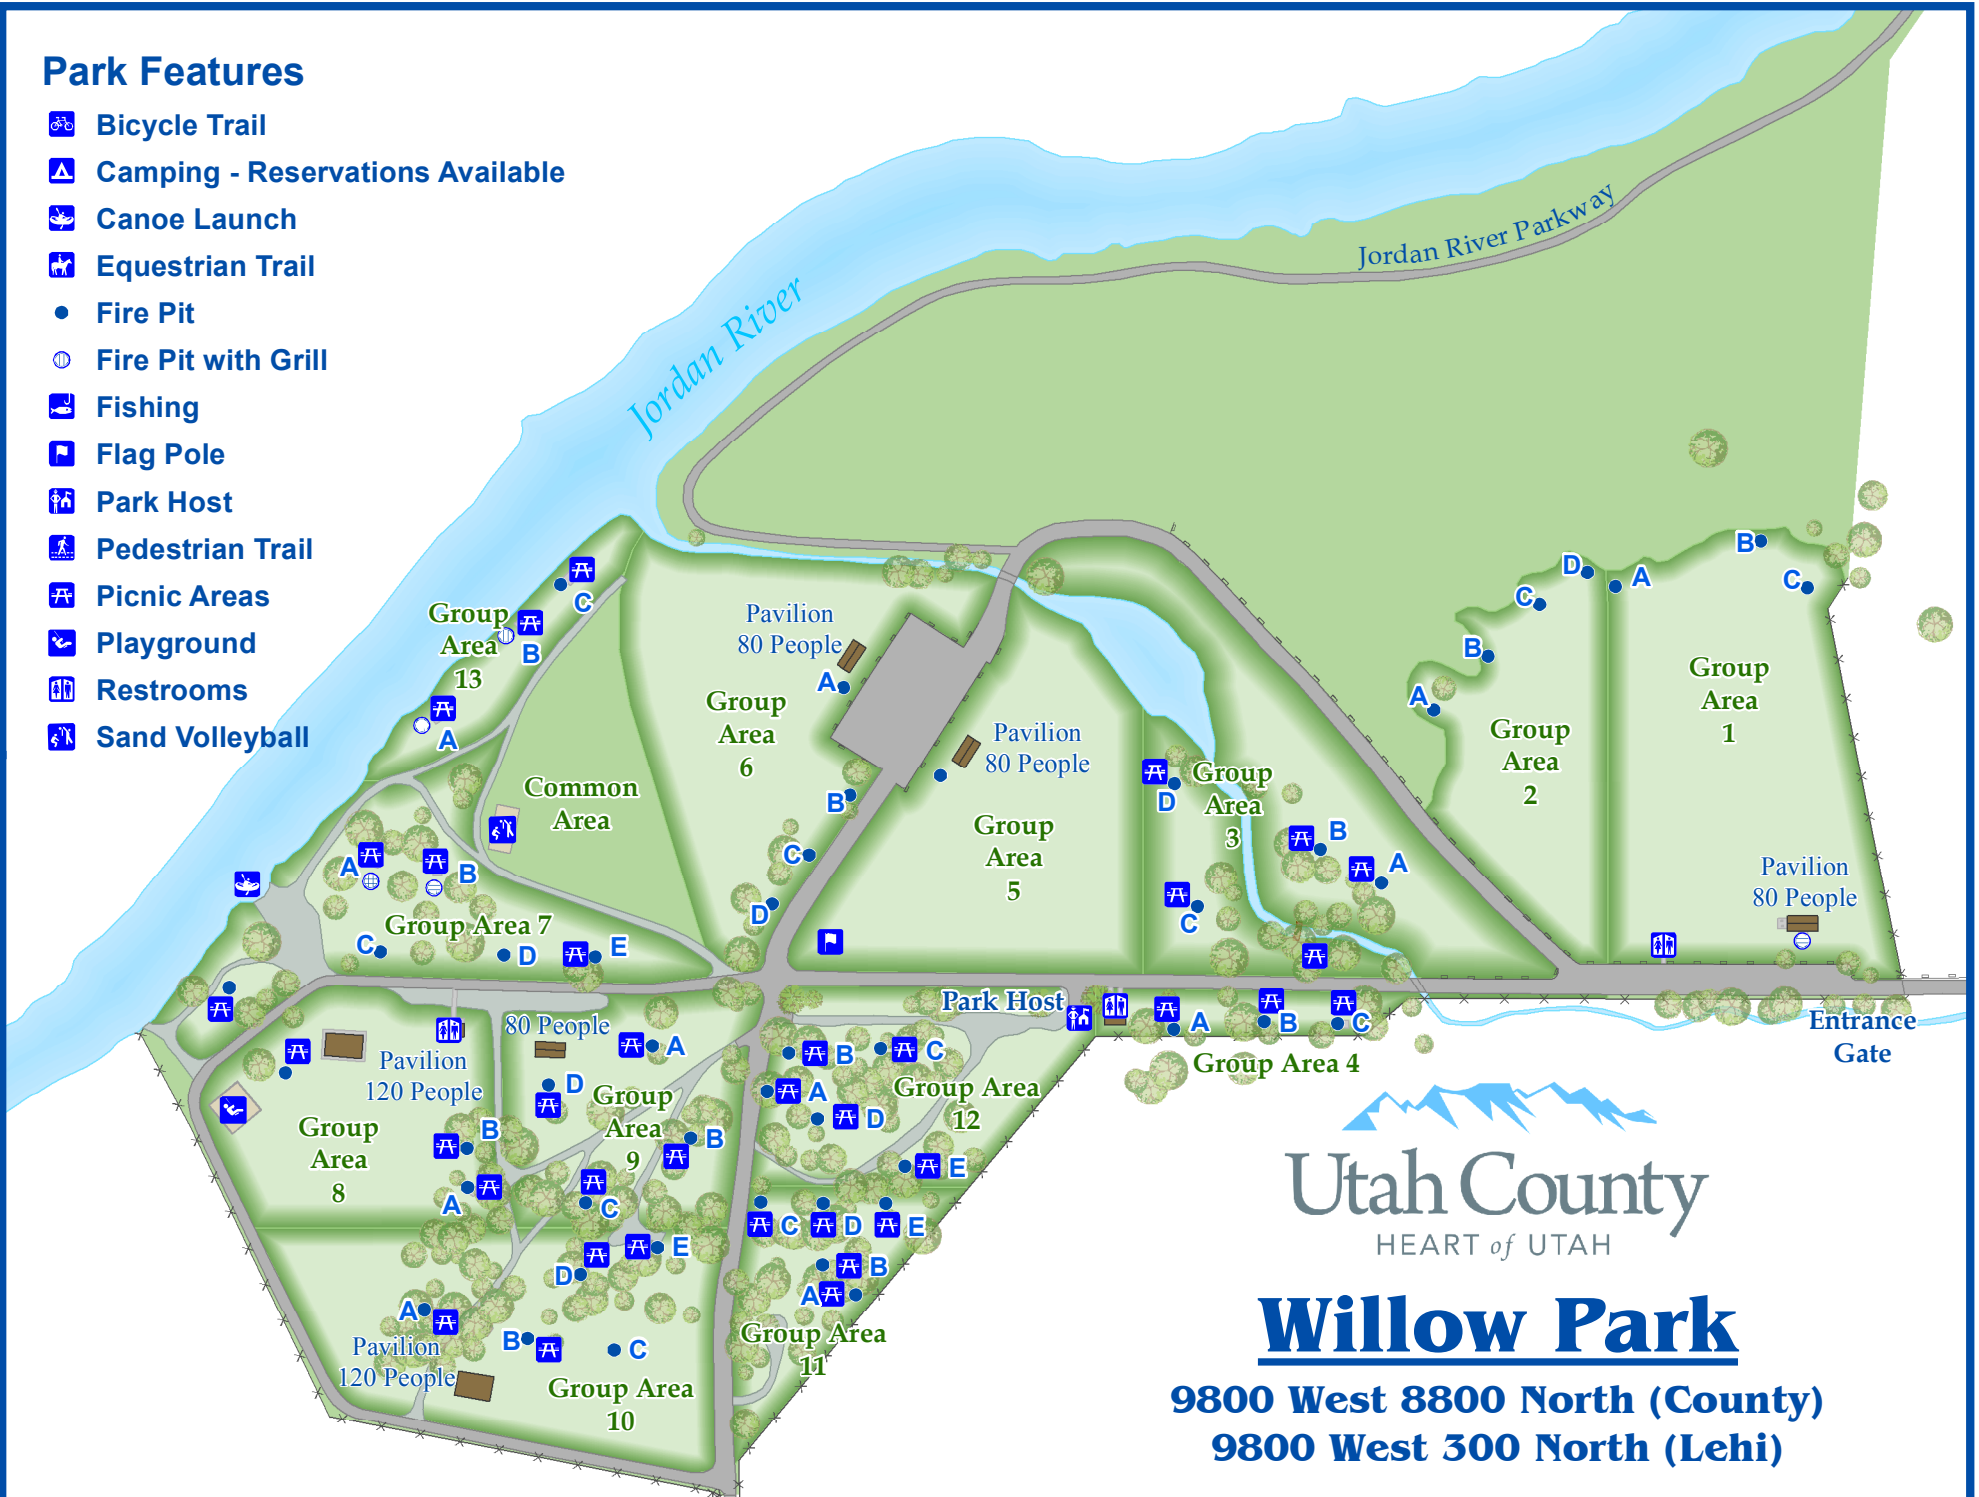 Park Features
Bicycle Trail
Camping - Reservations Available
Canoe Launch
Equestrian Trail
Fire Pit
Fire Pit with Grill
Fishing
Flag Pole
Park Host
Pedestrian Trail
Picnic Areas
Playground
Restrooms
Sand Volleyball
Jordan River
Jordan River Parkway
Group
Area
13
C
B
A
Common
Area
Pavilion
80 People
A
Group
Area
6
B
C
D
Pavilion
80 People
Group
Area
5
D
Group
Area
3
B
A
C
D
C
B
A
Group
Area
2
A
B
C
Group
Area
1
Pavilion
80 People
A
B
Group Area 7
C
D
E
Park Host
A
B
C
Group Area 4
Entrance
Gate
Pavilion
120 People
B
A
Group
Area
8
80 People
A
D
Group
Area
9
B
C
B
C
A
D
Group Area
12
E
C
D
E
B
A
Group Area
11
E
D
A
B
C
Pavilion
120 People
Group Area
10
Utah County
HEART of UTAH
Willow Park
9800 West 8800 North (County)
9800 West 300 North (Lehi)